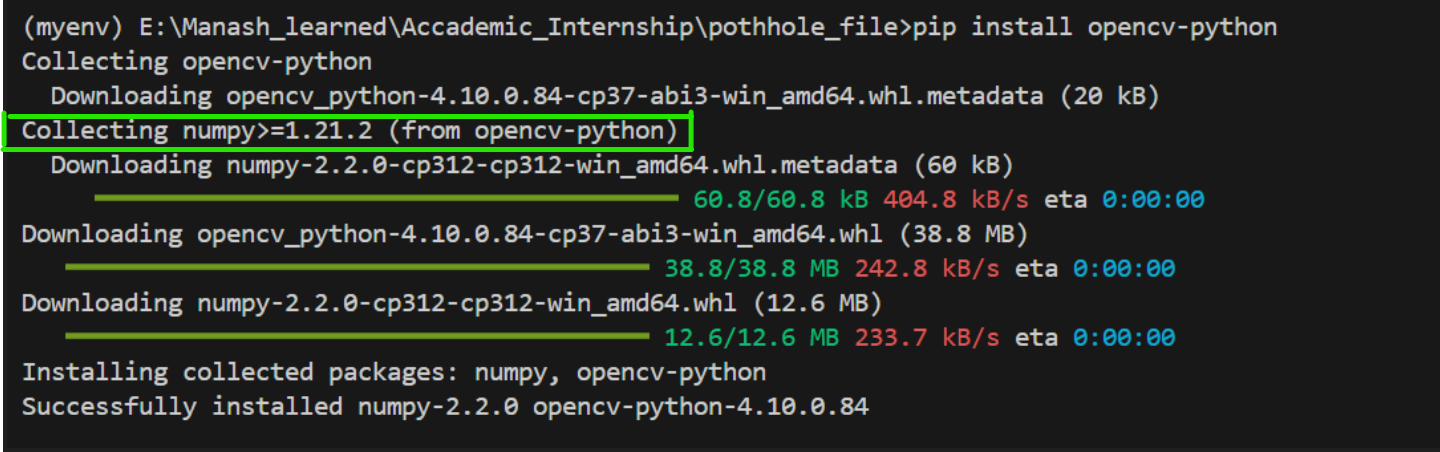 (myenv) E:\Manash_learned\Accademic_Internship\pothhole_file>pip install opencv-python
Collecting opencv-python
  Downloading opencv_python-4.10.0.84-cp37-abi3-win_amd64.whl.metadata (20 kB)
Collecting numpy>=1.21.2 (from opencv-python)
  Downloading numpy-2.2.0-cp312-cp312-win_amd64.whl.metadata (60 kB)
60.8/60.8 kB 404.8 kB/s eta 0:00:00
Downloading opencv_python-4.10.0.84-cp37-abi3-win_amd64.whl (38.8 MB)
38.8/38.8 MB 242.8 kB/s eta 0:00:00
Downloading numpy-2.2.0-cp312-cp312-win_amd64.whl (12.6 MB)
12.6/12.6 MB 233.7 kB/s eta 0:00:00
Installing collected packages: numpy, opencv-python
Successfully installed numpy-2.2.0 opencv-python-4.10.0.84